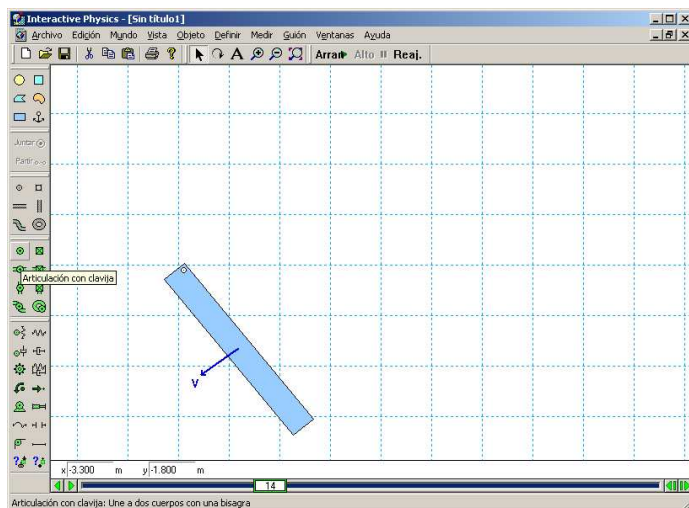 Interactive Physics - [Sin título1]
Archivo Edición Mundo Vista Objeto Definir Medir Guión Ventanas Ayuda
A Arran Alto II Reaj.
Juntar
Partir
Articulación con clavija
V
x -3.300 m y -1.800 m
14
Articulación con clavija: Une a dos cuerpos con una bisagra